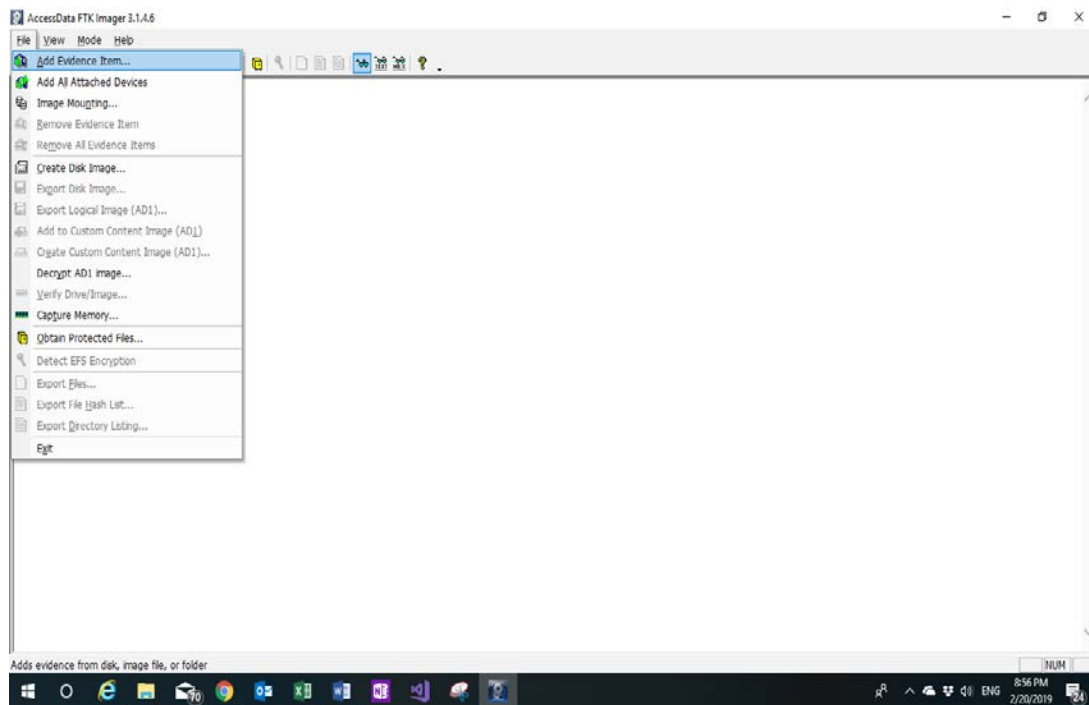 AccessData FTK Imager 3.1.4.6
File View Mode Help
Add Evidence Item...
Add All Attached Devices
Image Mounting...
Remove Evidence Item
Remove All Evidence Items
Create Disk Image...
Export Disk Image...
Export Logical Image (AD1)...
Add to Custom Content Image (AD1)
Create Custom Content Image (AD1)...
Decrypt AD1 image...
Verify Drive/Image...
Capture Memory...
Obtain Protected Files...
Detect EFS Encryption
Export Files...
Export File Hash List...
Export Directory Listing...
Exit
Adds evidence from disk, image file, or folder
NUM
70
ENG
8:56 PM
2/20/2019
24